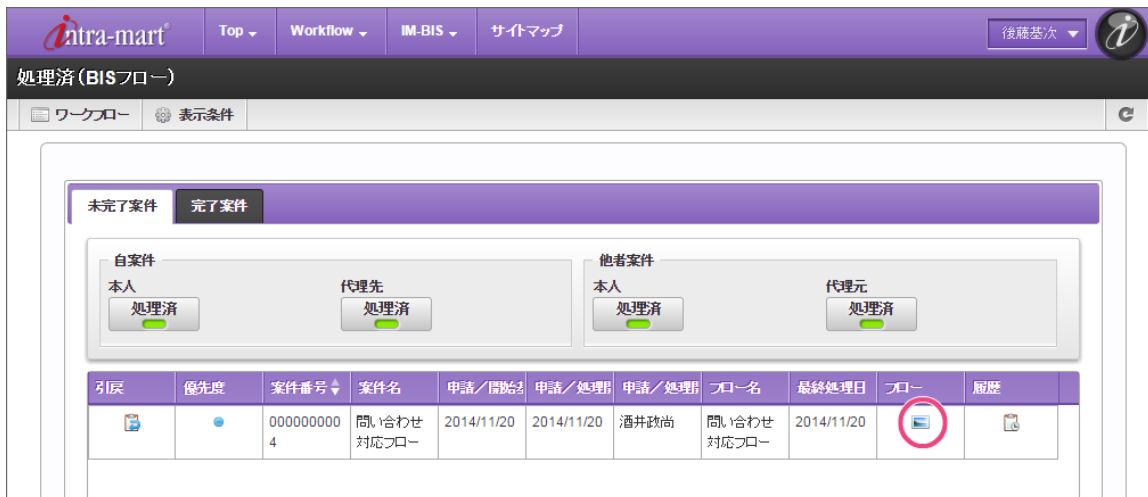 intra-mart
Top Workflow IM-BIS サイトマップ
後藤基次
処理済(BISフロー)
ワークフロー 表示条件
未完了案件 完了案件
自案件 他者案件
本人 代理先 本人 代理元
処理済 処理済 処理済 処理済
引戻 優先度 案件番号 案件名 申請/開始 申請/処理 申請/処理 フロー名 最終処理日 フロー 履歴
000000000 問い合わせ 2014/11/20 2014/11/20 酒井政尚 問い合わせ 2014/11/20
4 対応フロー 対応フロー